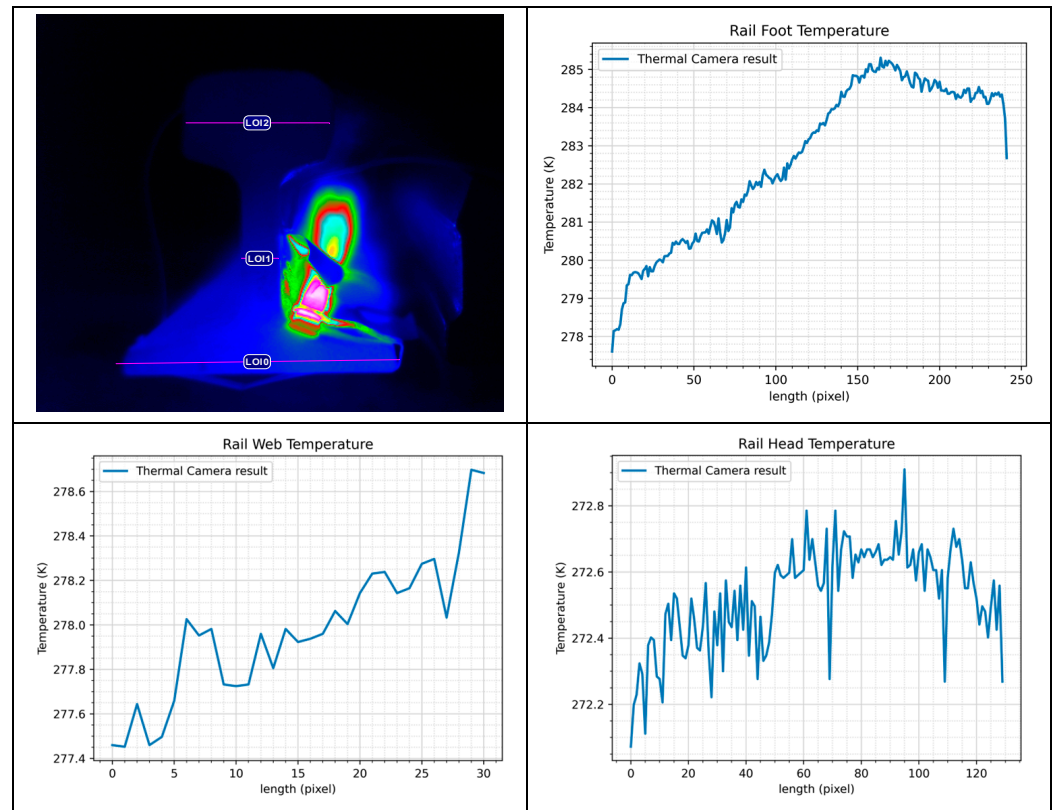 LOI2
LOI1
LOI0
Rail Foot Temperature
Thermal Camera result
Temperature (K)
285
284
283
282
281
280
279
278
0 50 100 150 200 250
length (pixel)
Rail Web Temperature
Thermal Camera result
Temperature (K)
278.6
278.4
278.2
278.0
277.8
277.6
277.4
0 5 10 15 20 25 30
length (pixel)
Rail Head Temperature
Thermal Camera result
Temperature (K)
272.8
272.6
272.4
272.2
0 20 40 60 80 100 120
length (pixel)